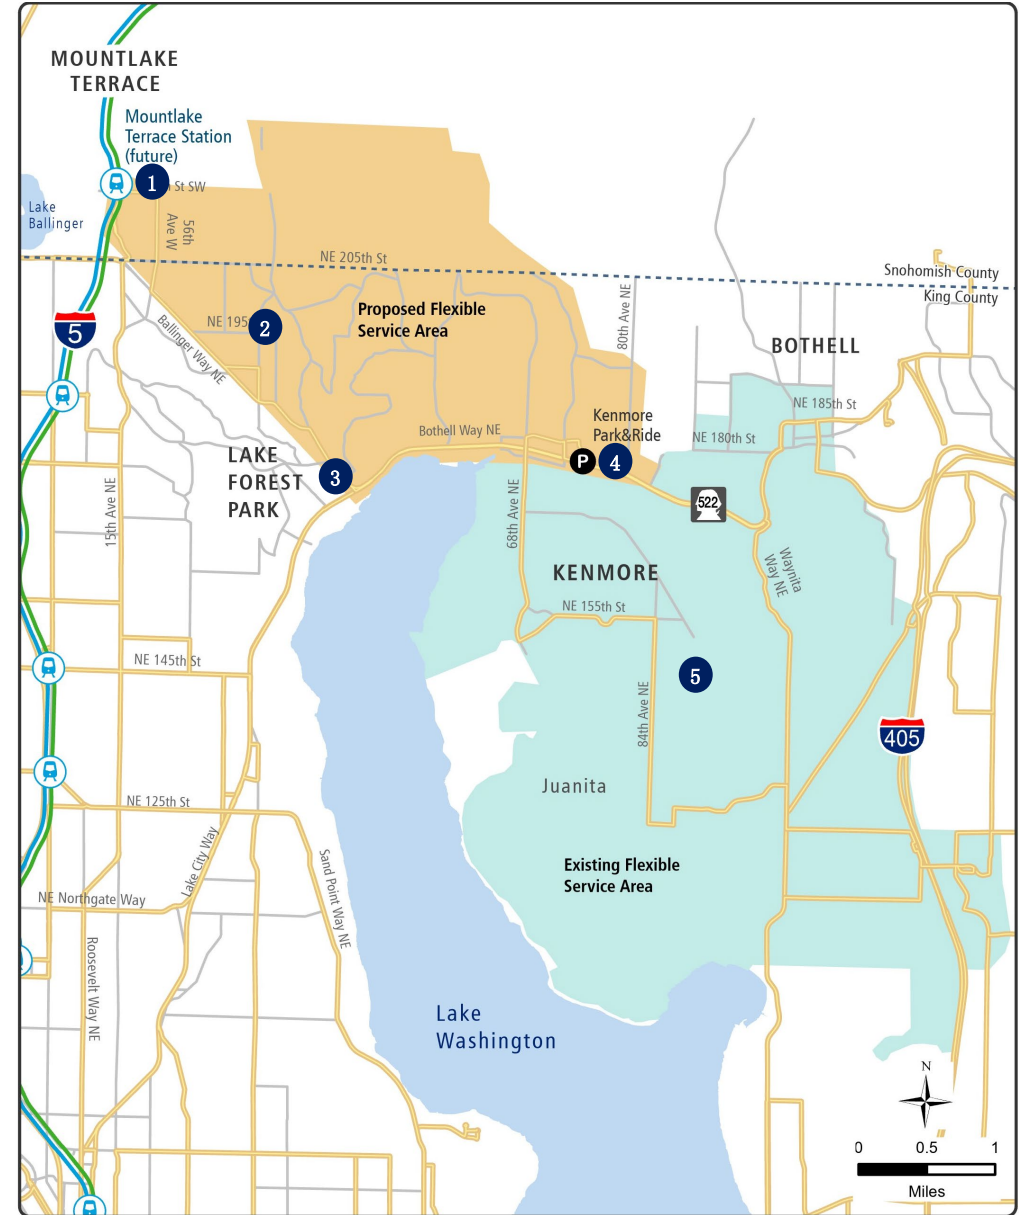 MOUNTLAKE
TERRACE
Mountlake
Terrace Station
(future)
1
St SW
Lake
Ballinger
56th
Ave W
NE 205th St
Snohomish County
King County
5
NE 195
2
Proposed Flexible
Service Area
80th Ave NE
Ballinger Way NE
BOTHELL
NE 185th St
Kenmore
Park&Ride
Bothell Way NE
NE 180th St
P
4
LAKE
FOREST
PARK
3
522
15th Ave NE
68th Ave NE
KENMORE
Waynita
Way NE
NE 155th St
NE 145th St
5
84th Ave NE
405
Juanita
NE 125th St
Lake City Way
Sand Point Way NE
Existing Flexible
Service Area
NE Northgate Way
Roosevelt Way NE
Lake
Washington
N
0 0.5 1
Miles